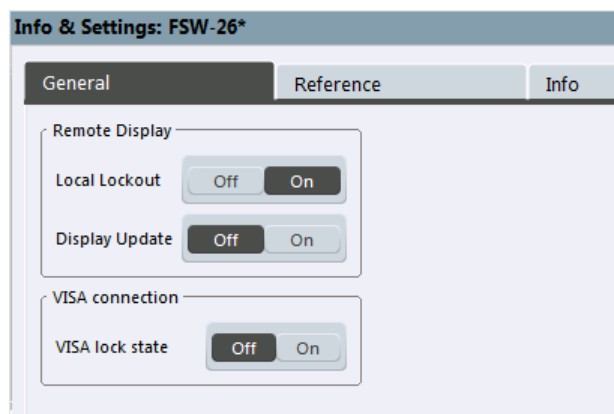 Info & Settings: FSW-26*
General Reference Info
Remote Display
Local Lockout Off On
Display Update Off On
VISA connection
VISA lock state Off On